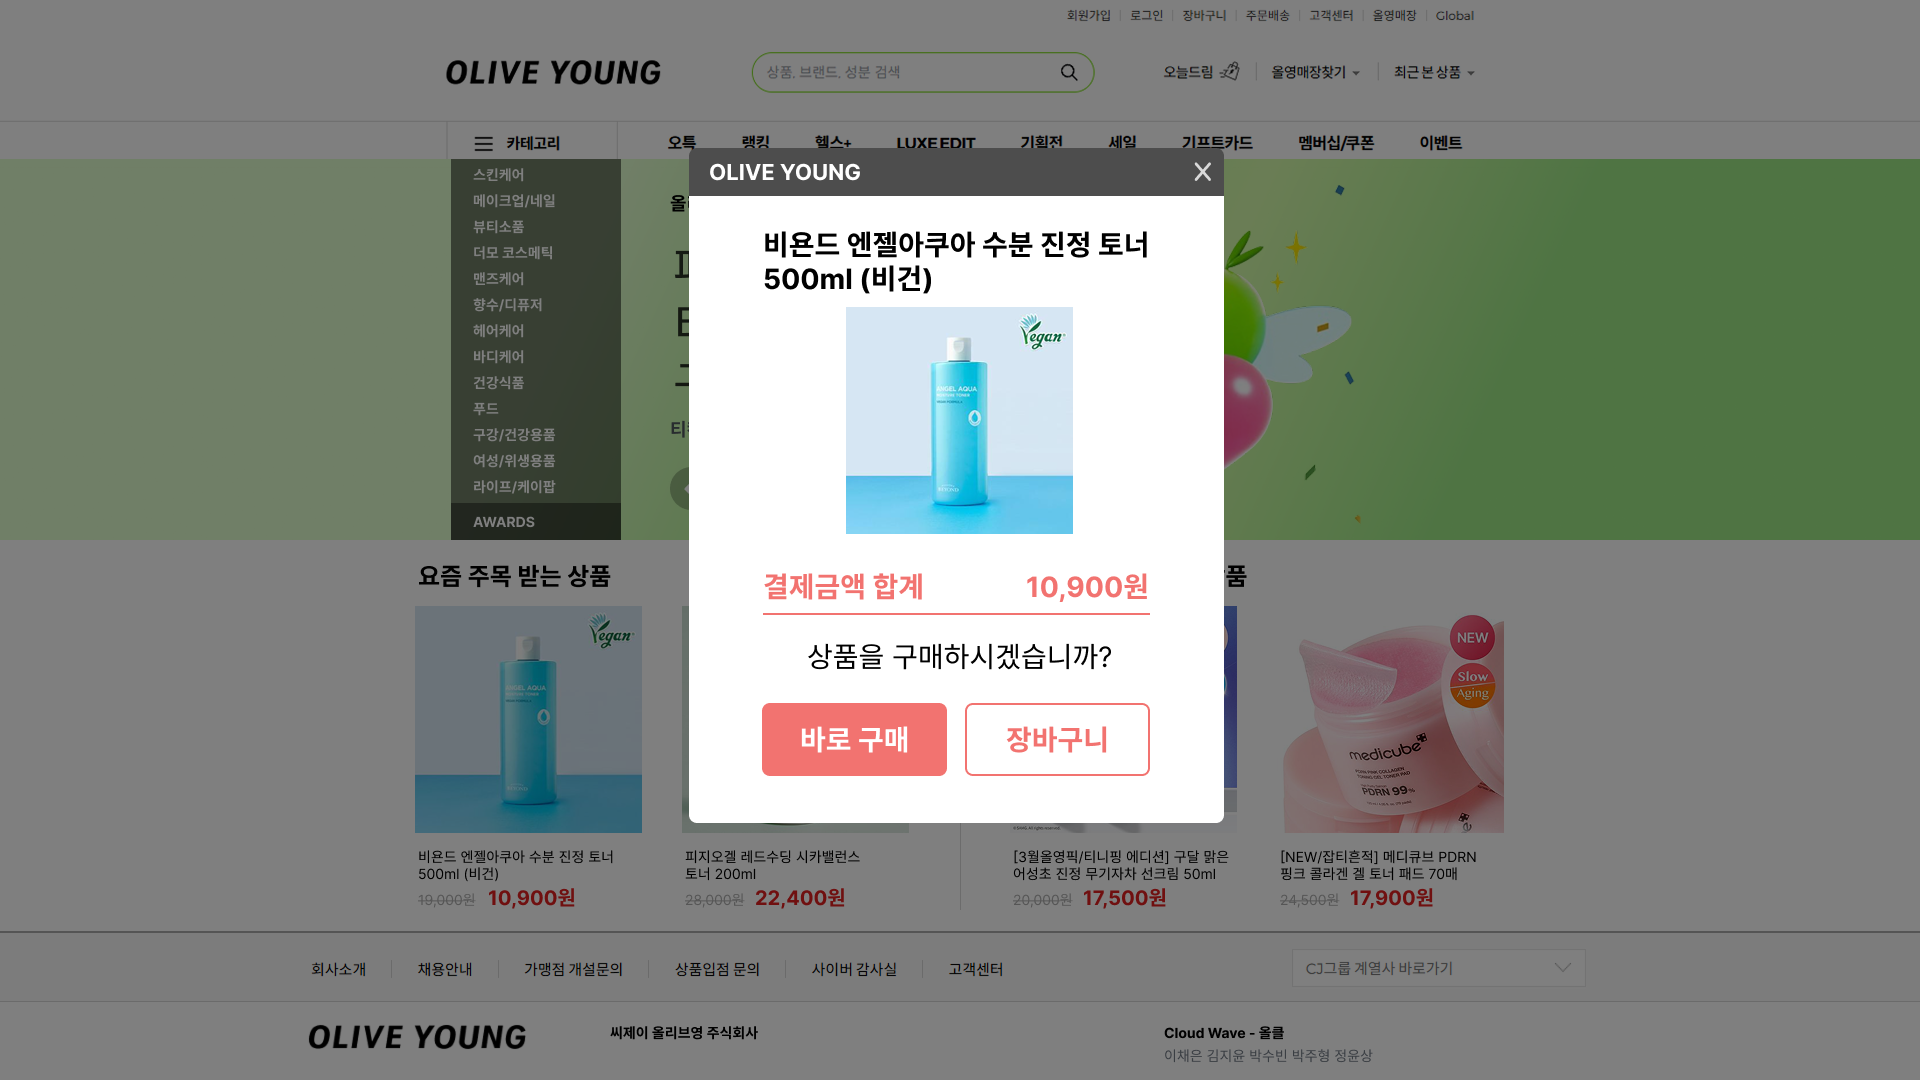 회원가입
로그인
장바구니
주문배송
고객센터
올영매장
Global
OLIVE YOUNG
상품, 브랜드, 성분 검색
오늘드림
올영매장찾기
최근 본 상품
카테고리
오특
랭킹
헬스+
LUXE EDIT
기획전
세일
기프트카드
멤버십/쿠폰
이벤트
스킨케어
메이크업/네일
뷰티소품
더모 코스메틱
맨즈케어
향수/디퓨저
헤어케어
바디케어
건강식품
푸드
구강/건강용품
여성/위생용품
라이프/케이팝
AWARDS
OLIVE YOUNG
비욘드 엔젤아쿠아 수분 진정 토너
500ml (비건)
Vegan
ANGEL AQUA
BEYOND
결제금액 합계 10,900원
상품을 구매하시겠습니까?
바로 구매
장바구니
요즘 주목 받는 상품
품
Vegan
ANGEL AQUA
NEW
Slow
Aging
medicube
PDRN PINK COLLAGEN
PDRN 99%
비욘드 엔젤아쿠아 수분 진정 토너
500ml (비건)
19,000원 10,900원
피지오겔 레드수딩 시카밸런스
토너 200ml
28,000원 22,400원
[3월올영픽/티니핑 에디션] 구달 맑은
어성초 진정 무기자차 선크림 50ml
20,000원 17,500원
[NEW/잡티흔적] 메디큐브 PDRN
핑크 콜라겐 겔 토너 패드 70매
24,500원 17,900원
회사소개
채용안내
가맹점 개설문의
상품입점 문의
사이버 감사실
고객센터
CJ그룹 계열사 바로가기
OLIVE YOUNG
씨제이 올리브영 주식회사
Cloud Wave - 올클
이채은 김지윤 박수빈 박주형 정윤상